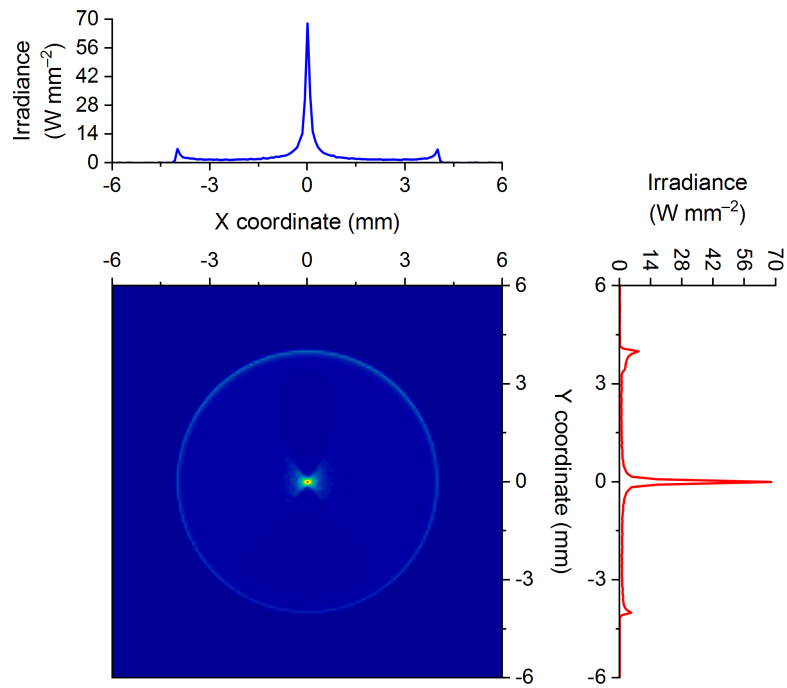 Irradiance
(W mm⁻²)
70
56
42
28
14
0
-6 -3 0 3 6
X coordinate (mm)
-6 -3 0 3 6
6
3
0
-3
-6
Y coordinate (mm)
Irradiance
(W mm⁻²)
0 14 28 42 56 70
6
3
0
-3
-6